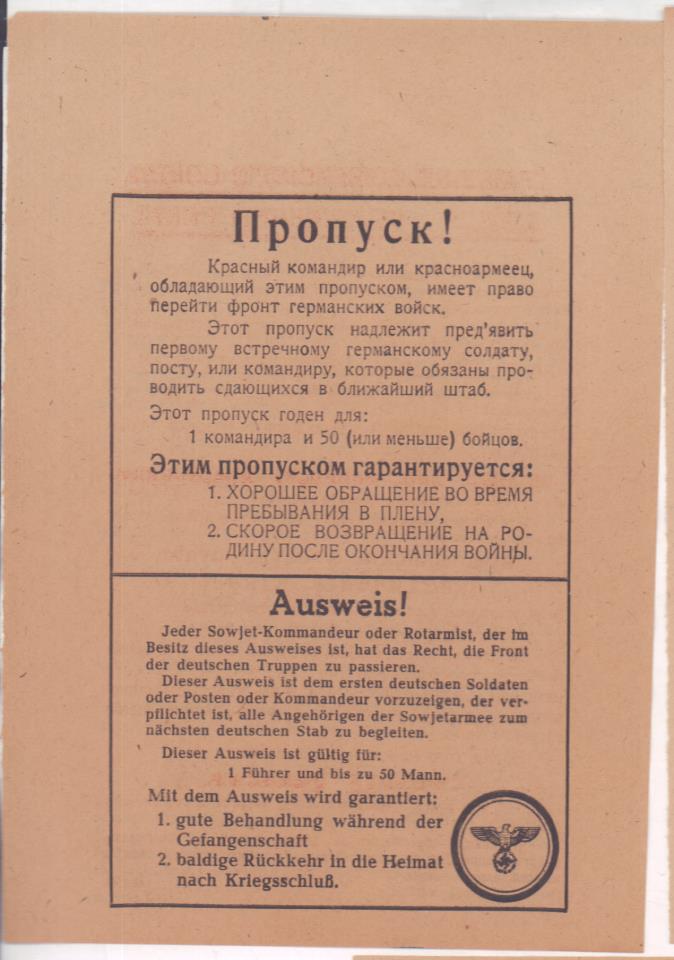 Пропуск!
Красный командир или красноармеец,
обладающий этим пропуском, имеет право
перейти фронт германских войск.
Этот пропуск надлежит пред'явить
первому встречному германскому солдату,
посту, или командиру, которые обязаны про-
водить сдающихся в ближайший штаб.
Этот пропуск годен для:
1 командира и 50 (или меньше) бойцов.
Этим пропуском гарантируется:
1. ХОРОШЕЕ ОБРАЩЕНИЕ ВО ВРЕМЯ
ПРЕБЫВАНИЯ В ПЛЕНУ,
2. СКОРОЕ ВОЗВРАЩЕНИЕ НА РО-
ДИНУ ПОСЛЕ ОКОНЧАНИЯ ВОЙНЫ.
Ausweis!
Jeder Sowjet-Kommandeur oder Rotarmist, der im
Besitz dieses Ausweises ist, hat das Recht, die Front
der deutschen Truppen zu passieren.
Dieser Ausweis ist dem ersten deutschen Soldaten
oder Posten oder Kommandeur vorzuzeigen, der ver-
pflichtet ist, alle Angehörigen der Sowjetarmee zum
nächsten deutschen Stab zu begleiten.
Dieser Ausweis ist gültig für:
1 Führer und bis zu 50 Mann.
Mit dem Ausweis wird garantiert:
1. gute Behandlung während der
Gefangenschaft
2. baldige Rückkehr in die Heimat
nach Kriegsschluß.